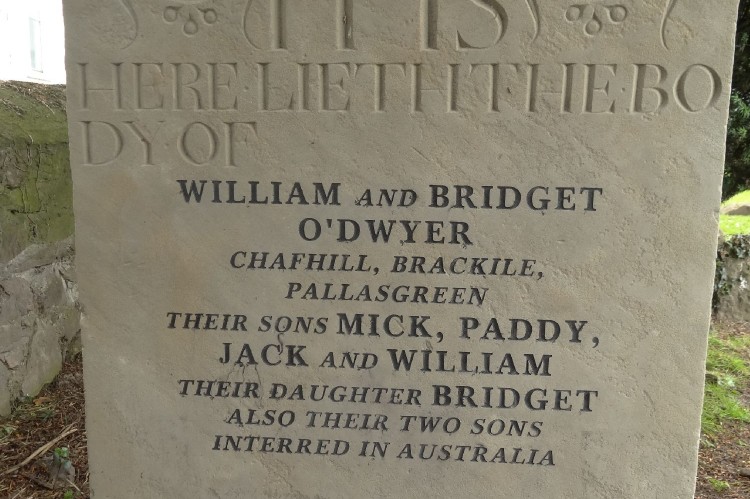 HERE·LIETH·THE·BO
DY·OF
WILLIAM AND BRIDGET
O'DWYER
CHAFHILL, BRACKILE,
PALLASGREEN
THEIR SONS MICK, PADDY,
JACK AND WILLIAM
THEIR DAUGHTER BRIDGET
ALSO THEIR TWO SONS
INTERRED IN AUSTRALIA